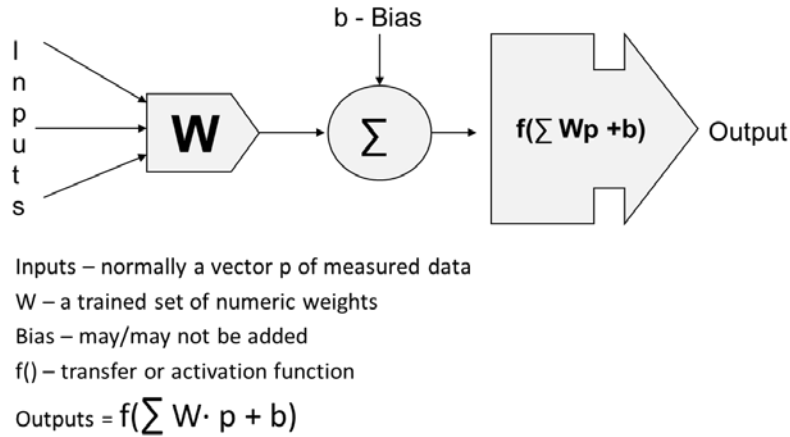 b - Bias
Inputs
W
∑
f(∑ Wp +b)
Output
Inputs – normally a vector p of measured data
W – a trained set of numeric weights
Bias – may/may not be added
f() – transfer or activation function
Outputs = f(∑ W· p + b)